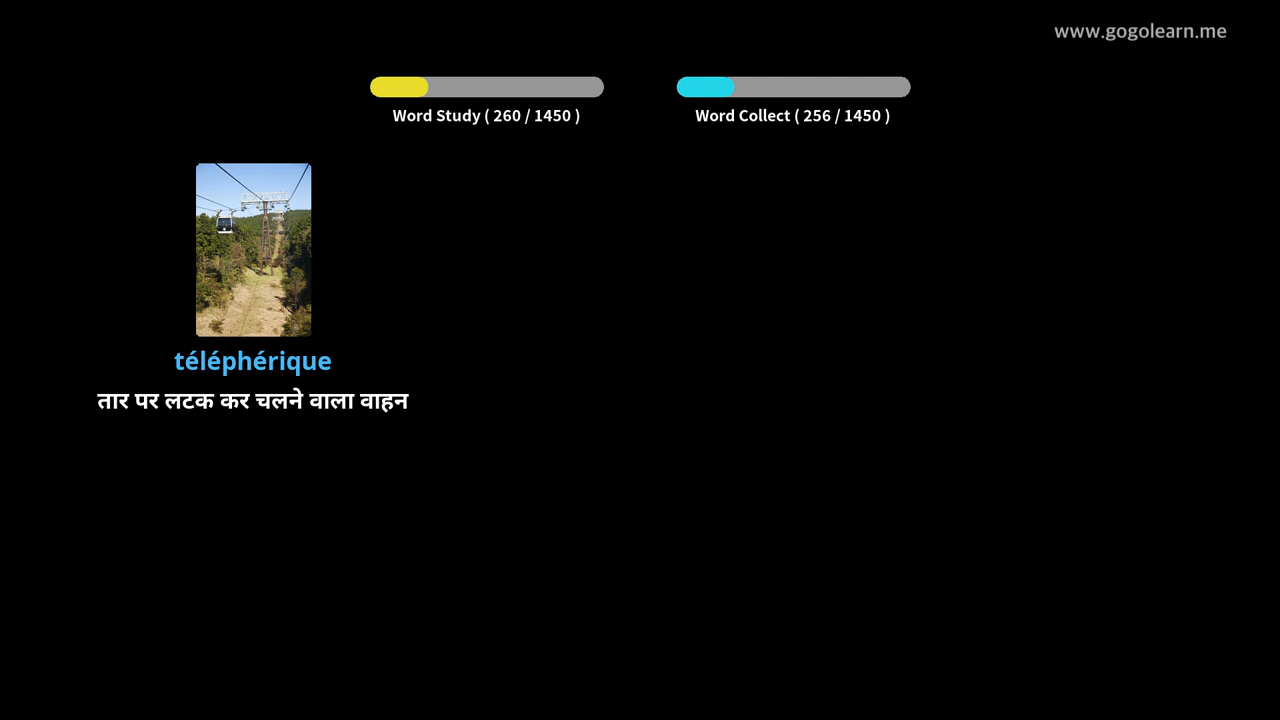 www.gogolearn.me
Word Study ( 260 / 1450 )
Word Collect ( 256 / 1450 )
téléphérique
तार पर लटक कर चलने वाला वाहन